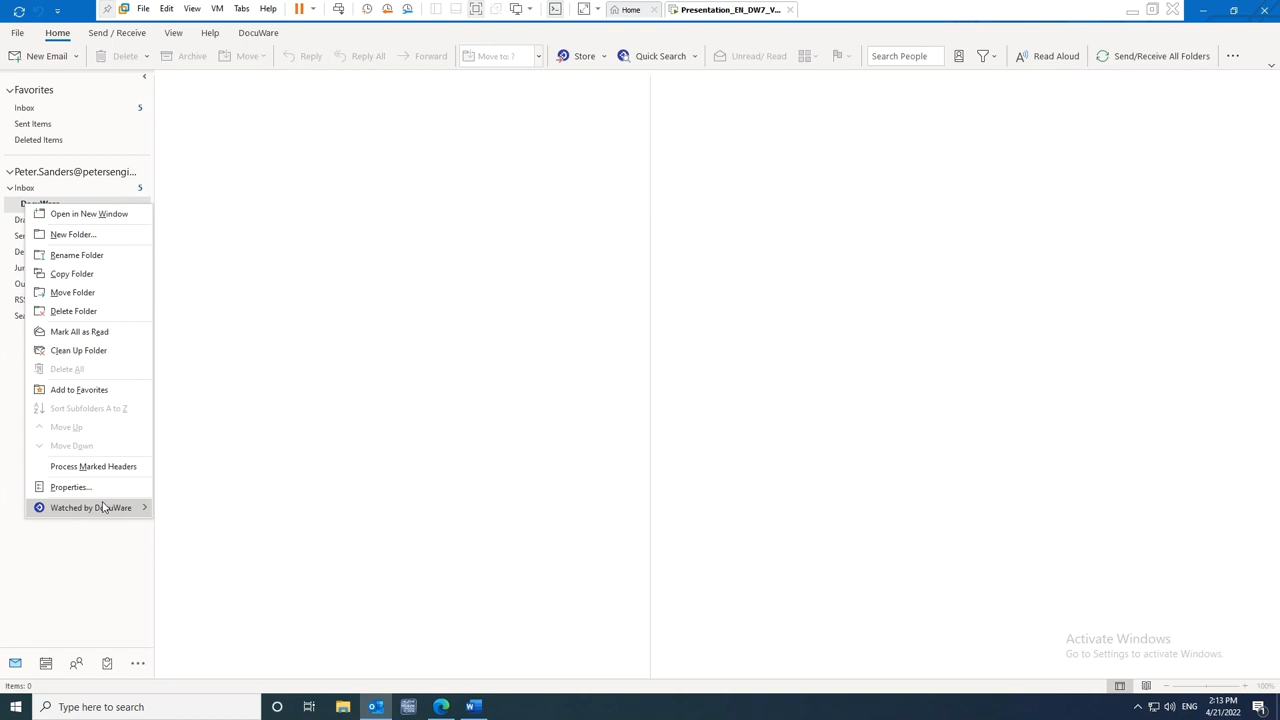 File Edit View VM Tabs Help Home Presentation_EN_DW7_V...
File Home Send / Receive View Help DocuWare
New Email Delete Archive Move Reply Reply All Forward Move to: ? Store Quick Search Unread/ Read Search People Read Aloud Send/Receive All Folders
Favorites
Inbox 5
Sent Items
Deleted Items
Peter.Sanders@petersengi...
Inbox 5
DocuWare
Open in New Window
New Folder...
Rename Folder
Copy Folder
Move Folder
Delete Folder
Mark All as Read
Clean Up Folder
Delete All
Add to Favorites
Sort Subfolders A to Z
Move Up
Move Down
Process Marked Headers
Properties...
Watched by DocuWare
Activate Windows
Go to Settings to activate Windows.
Items: 0 100%
Type here to search ENG 2:13 PM
4/21/2022